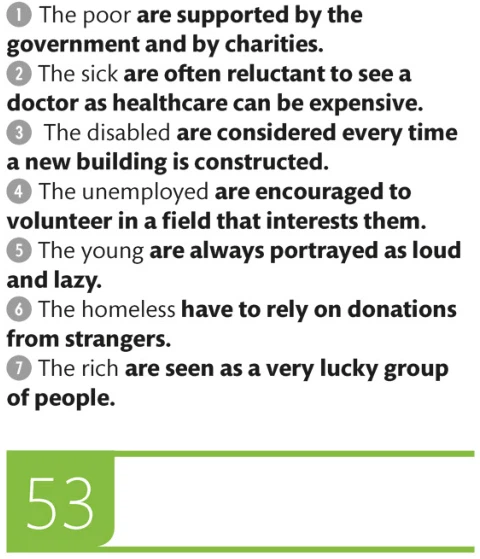 1 The poor are supported by the
government and by charities.
2 The sick are often reluctant to see a
doctor as healthcare can be expensive.
3 The disabled are considered every time
a new building is constructed.
4 The unemployed are encouraged to
volunteer in a field that interests them.
5 The young are always portrayed as loud
and lazy.
6 The homeless have to rely on donations
from strangers.
7 The rich are seen as a very lucky group
of people.
53